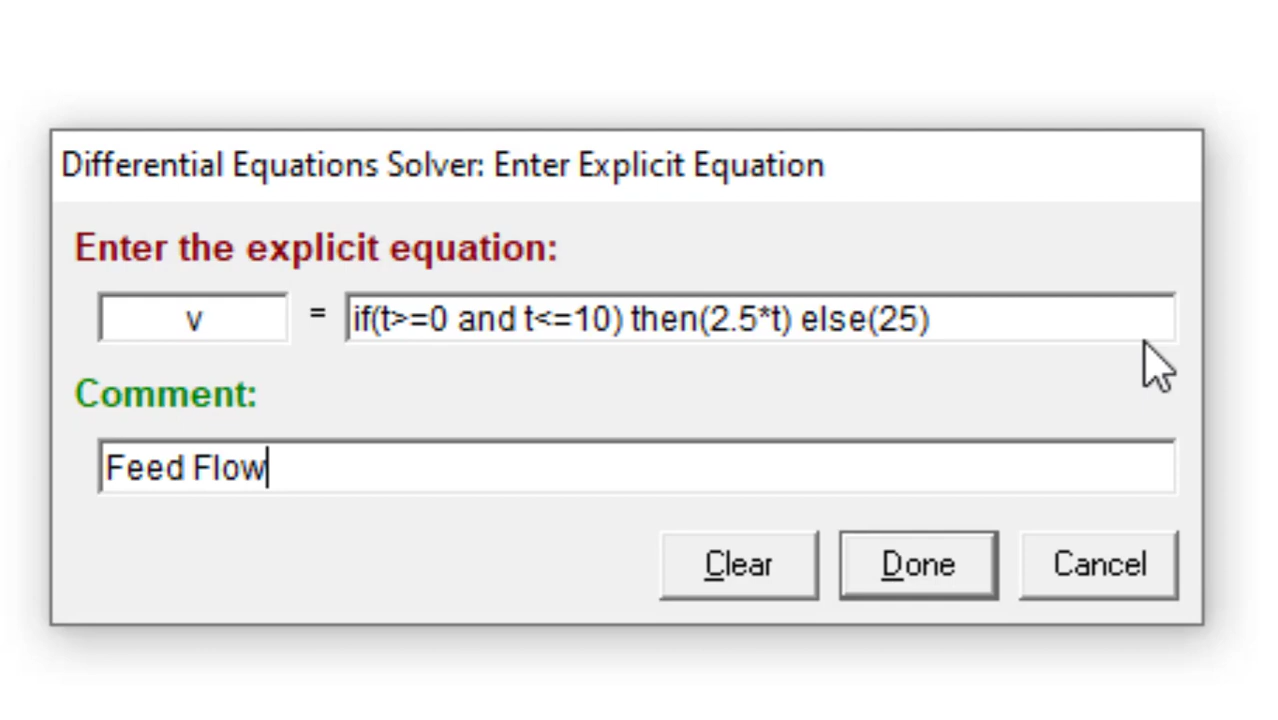 Differential Equations Solver: Enter Explicit Equation
Enter the explicit equation:
v = if(t>=0 and t<=10) then(2.5*t) else(25)
Comment:
Feed Flow
Clear Done Cancel